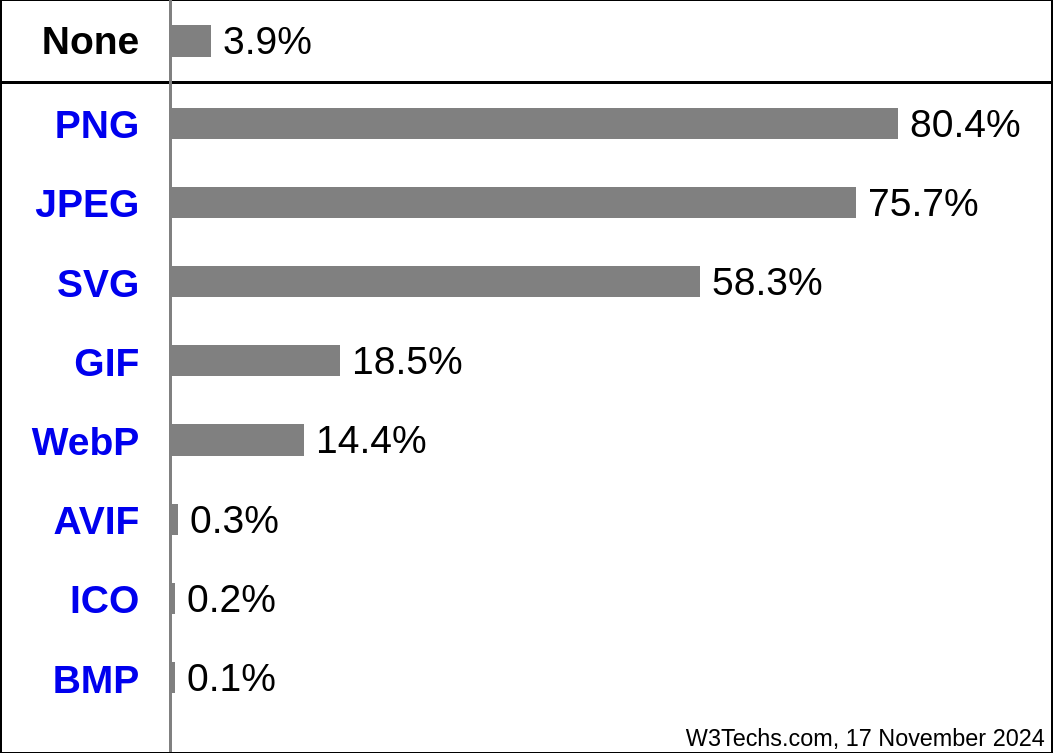 None 3.9%
PNG 80.4%
JPEG 75.7%
SVG 58.3%
GIF 18.5%
WebP 14.4%
AVIF 0.3%
ICO 0.2%
BMP 0.1%
W3Techs.com, 17 November 2024